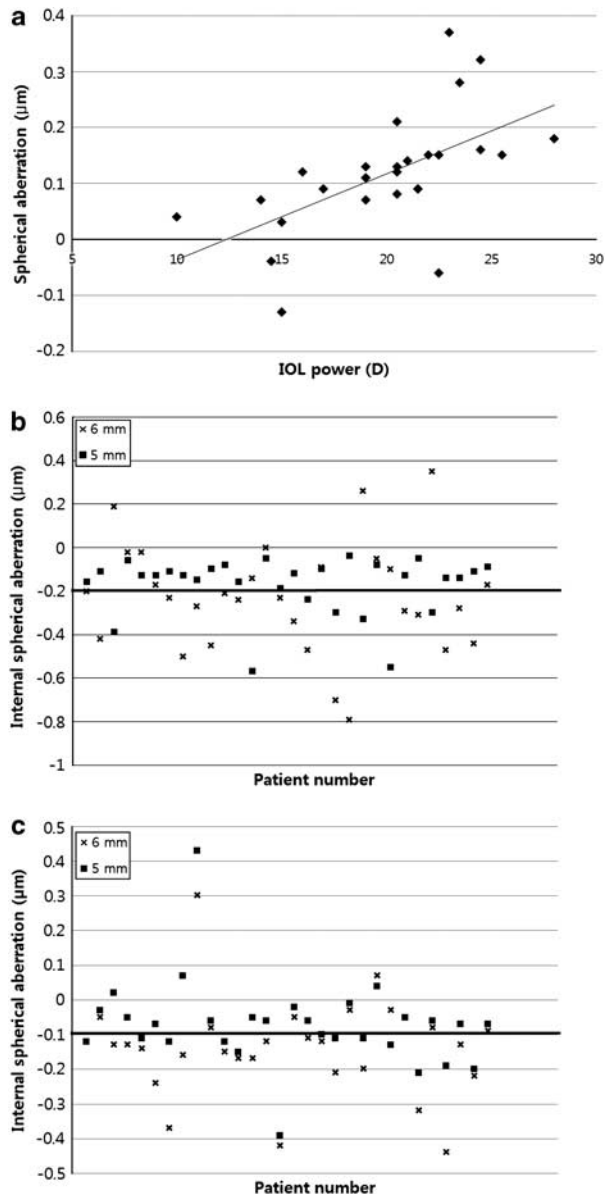 a
0.4
0.3
0.2
0.1
0
-0.1
-0.2
5
10
15
20
25
30
Spherical aberration (μm)
IOL power (D)
b
× 6 mm
■ 5 mm
0.6
0.4
0.2
0
-0.2
-0.4
-0.6
-0.8
-1
Internal spherical aberration (μm)
Patient number
c
× 6 mm
■ 5 mm
0.5
0.4
0.3
0.2
0.1
0
-0.1
-0.2
-0.3
-0.4
-0.5
Internal spherical aberration (μm)
Patient number